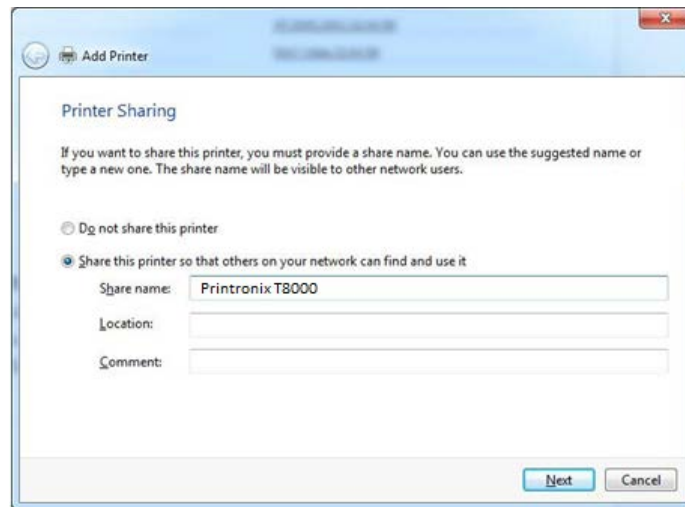 Add Printer
Printer Sharing
If you want to share this printer, you must provide a share name. You can use the suggested name or
type a new one. The share name will be visible to other network users.
Do not share this printer
Share this printer so that others on your network can find and use it
Share name: Printronix T8000
Location:
Comment:
Next Cancel